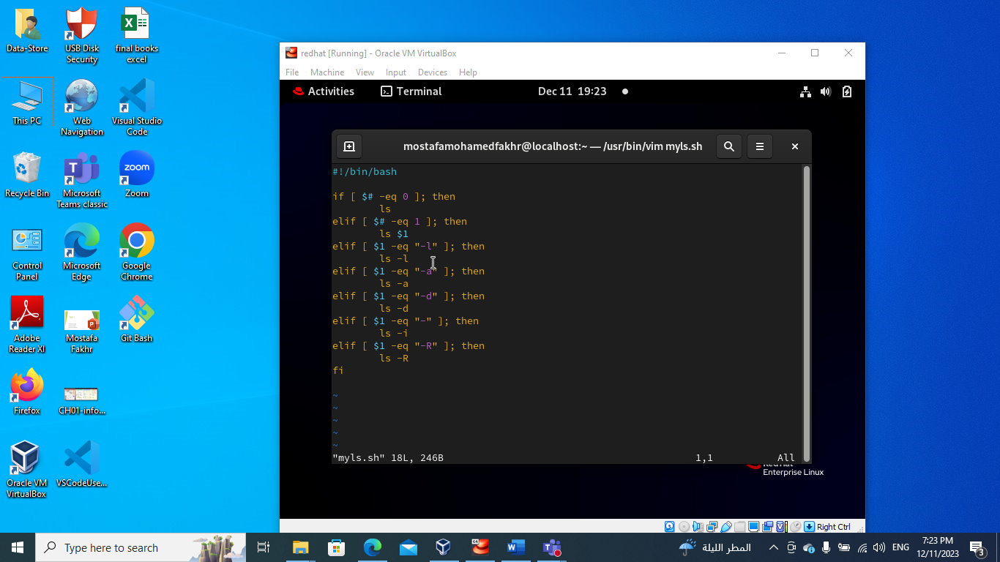 Data-Store
USB Disk
Security
final books
excel
This PC
Web
Navigation
Visual Studio
Code
Recycle Bin
Microsoft
Teams classic
zoom
Zoom
Control
Panel
Microsoft
Edge
Google
Chrome
Adobe
Reader XI
Mostafa
Fakhr
Git Bash
Firefox
CH01-info...
Oracle VM
VirtualBox
VSCodeUse...
redhat [Running] - Oracle VM VirtualBox
File Machine View Input Devices Help
Activities Terminal Dec 11 19:23
mostafamohamedfakhr@localhost:~ — /usr/bin/vim myls.sh
#!/bin/bash
if [ $# -eq 0 ]; then
ls
elif [ $# -eq 1 ]; then
ls $1
elif [ $1 -eq "-l" ]; then
ls -l
elif [ $1 -eq "-a" ]; then
ls -a
elif [ $1 -eq "-d" ]; then
ls -d
elif [ $1 -eq "-" ]; then
ls -i
elif [ $1 -eq "-R" ]; then
ls -R
fi
~
~
~
~
~
"myls.sh" 18L, 246B 1,1 All
Enterprise Linux
Right Ctrl
Type here to search
المطر الليلة
ENG
7:23 PM
12/11/2023
3